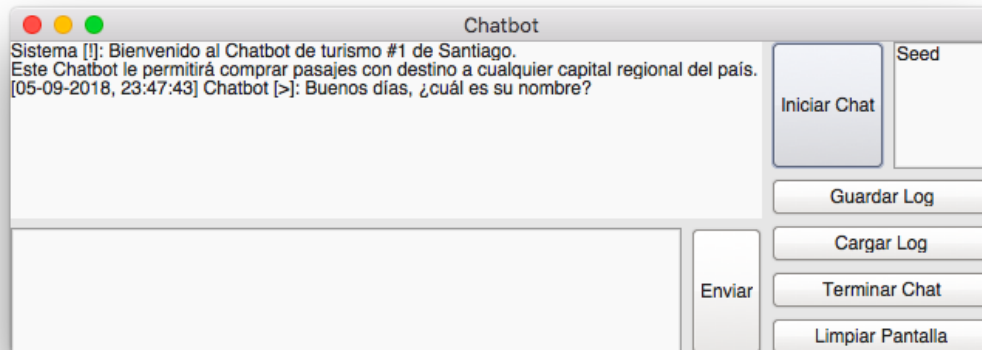 Chatbot
Sistema [!]: Bienvenido al Chatbot de turismo #1 de Santiago.
Este Chatbot le permitirá comprar pasajes con destino a cualquier capital regional del país.
[05-09-2018, 23:47:43] Chatbot [>]: Buenos días, ¿cuál es su nombre?
Iniciar Chat
Seed
Guardar Log
Cargar Log
Enviar
Terminar Chat
Limpiar Pantalla